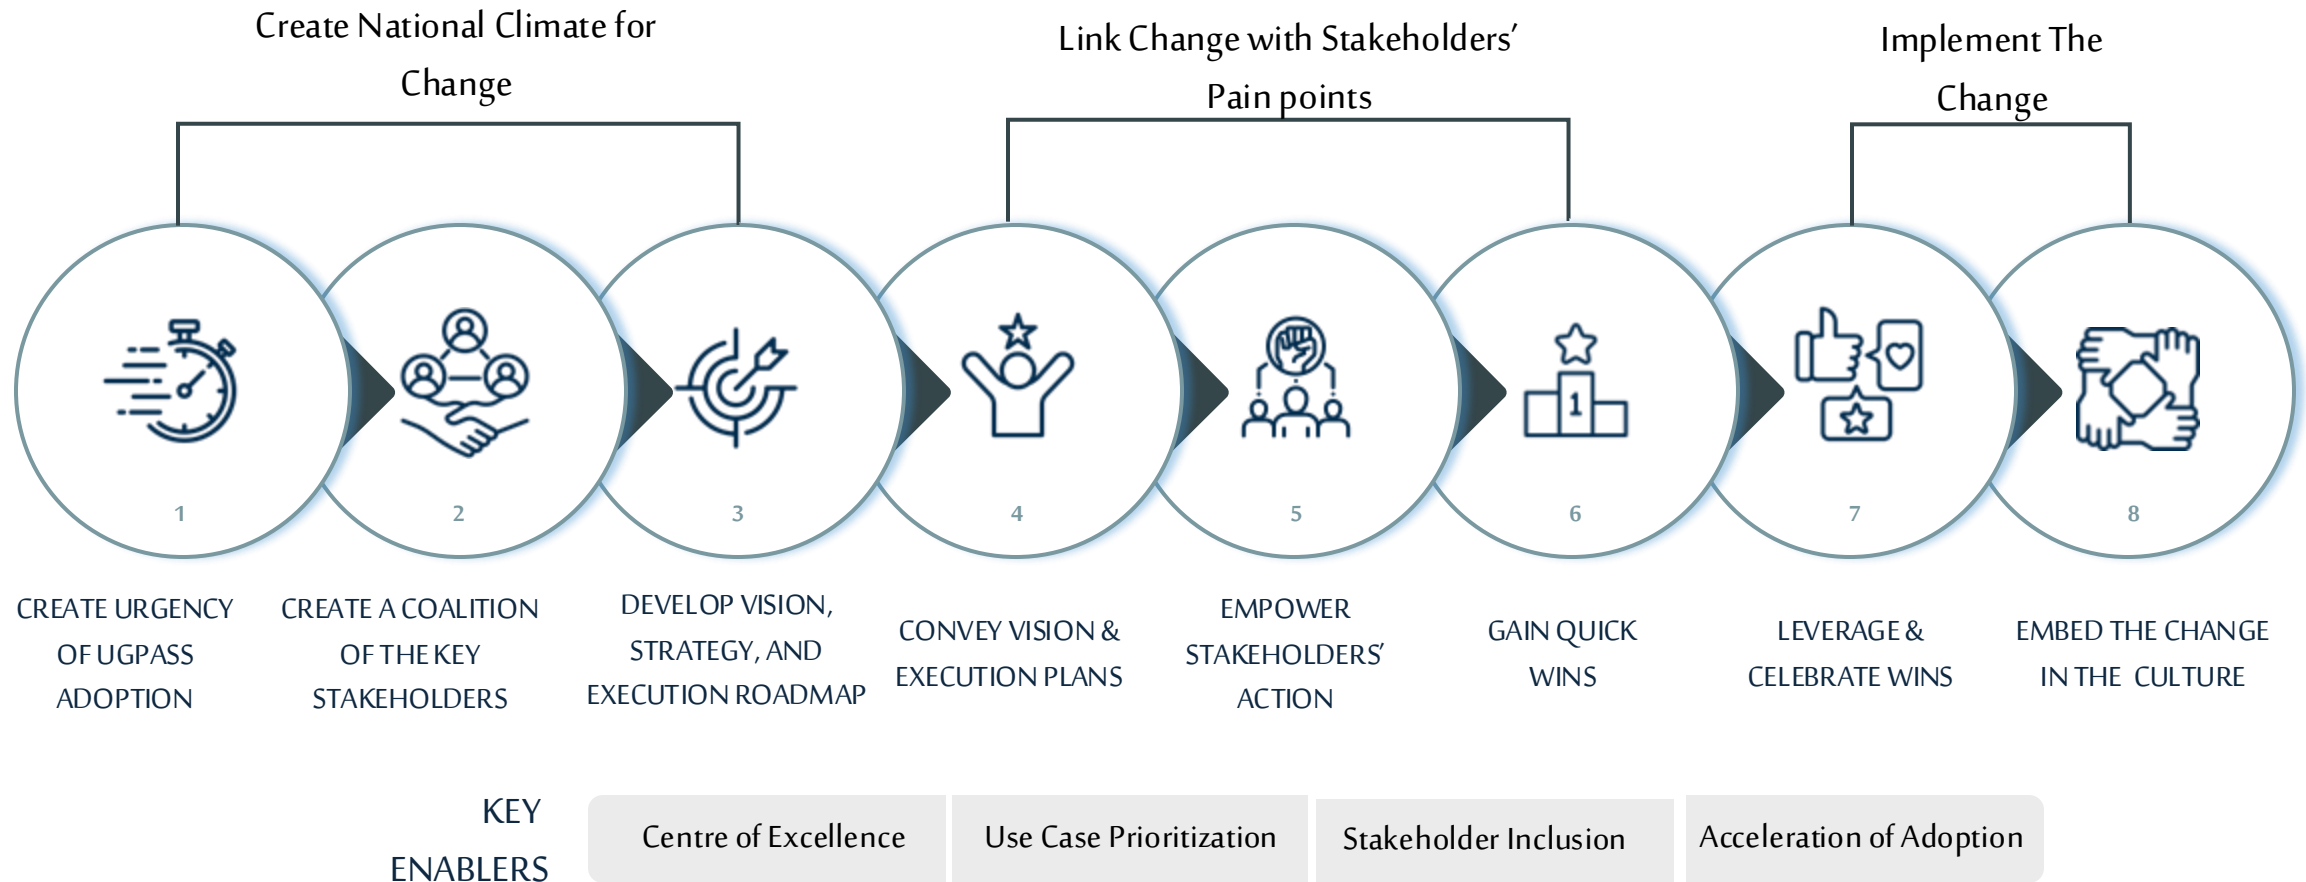 Create National Climate for
Change
Link Change with Stakeholders’
Pain points
Implement The
Change
1
1
2
3
4
5
6
7
8
CREATE URGENCY
OF UGPASS
ADOPTION
CREATE A COALITION
OF THE KEY
STAKEHOLDERS
DEVELOP VISION,
STRATEGY, AND
EXECUTION ROADMAP
CONVEY VISION &
EXECUTION PLANS
EMPOWER
STAKEHOLDERS’
ACTION
GAIN QUICK
WINS
LEVERAGE &
CELEBRATE WINS
EMBED THE CHANGE
IN THE CULTURE
KEY
ENABLERS
Centre of Excellence
Use Case Prioritization
Stakeholder Inclusion
Acceleration of Adoption